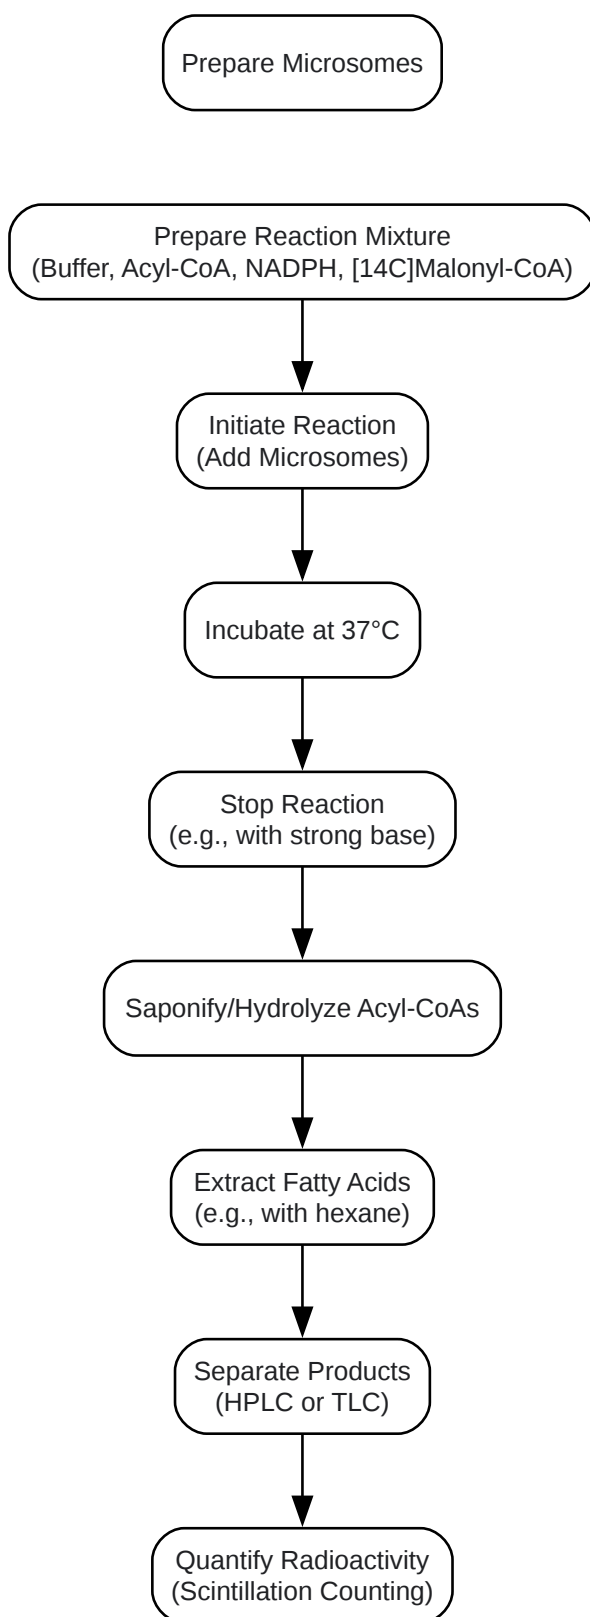 Prepare Microsomes
Prepare Reaction Mixture
(Buffer, Acyl-CoA, NADPH, [14C]Malonyl-CoA)
Initiate Reaction
(Add Microsomes)
Incubate at 37°C
Stop Reaction
(e.g., with strong base)
Saponify/Hydrolyze Acyl-CoAs
Extract Fatty Acids
(e.g., with hexane)
Separate Products
(HPLC or TLC)
Quantify Radioactivity
(Scintillation Counting)